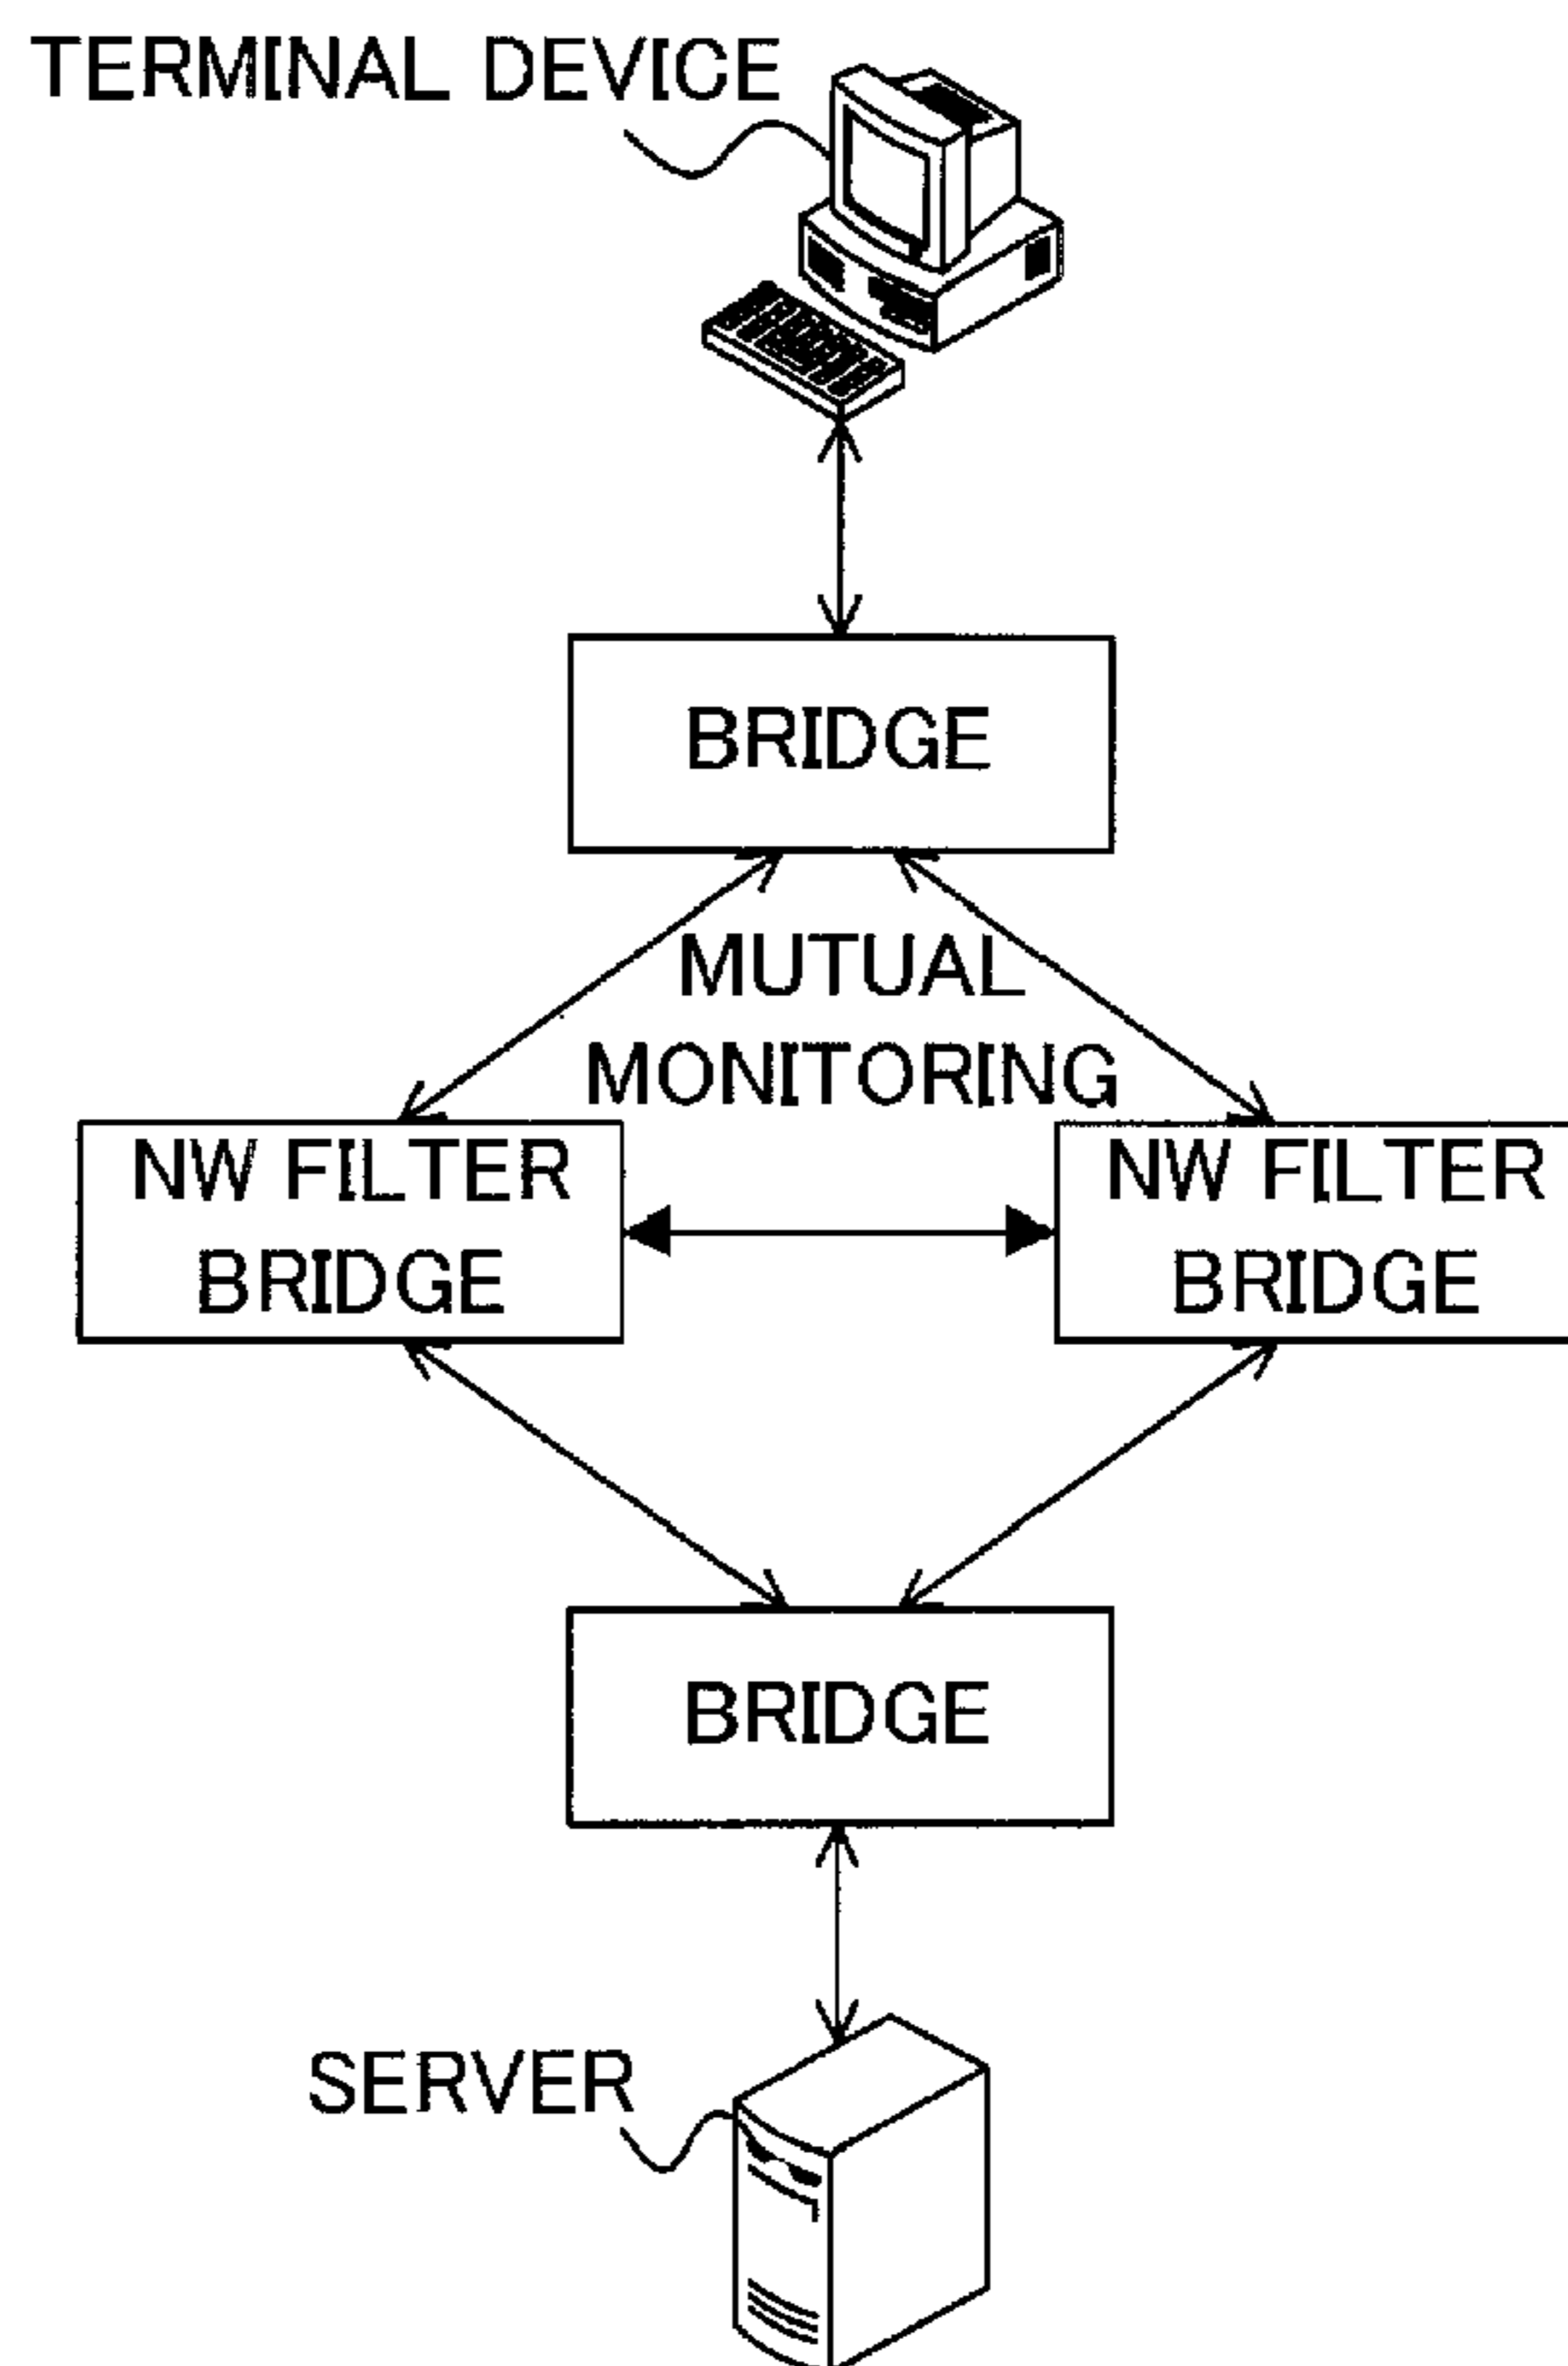 TERMINAL DEVICE
BRIDGE
MUTUAL
MONITORING
NW FILTER
BRIDGE
NW FILTER
BRIDGE
BRIDGE
SERVER